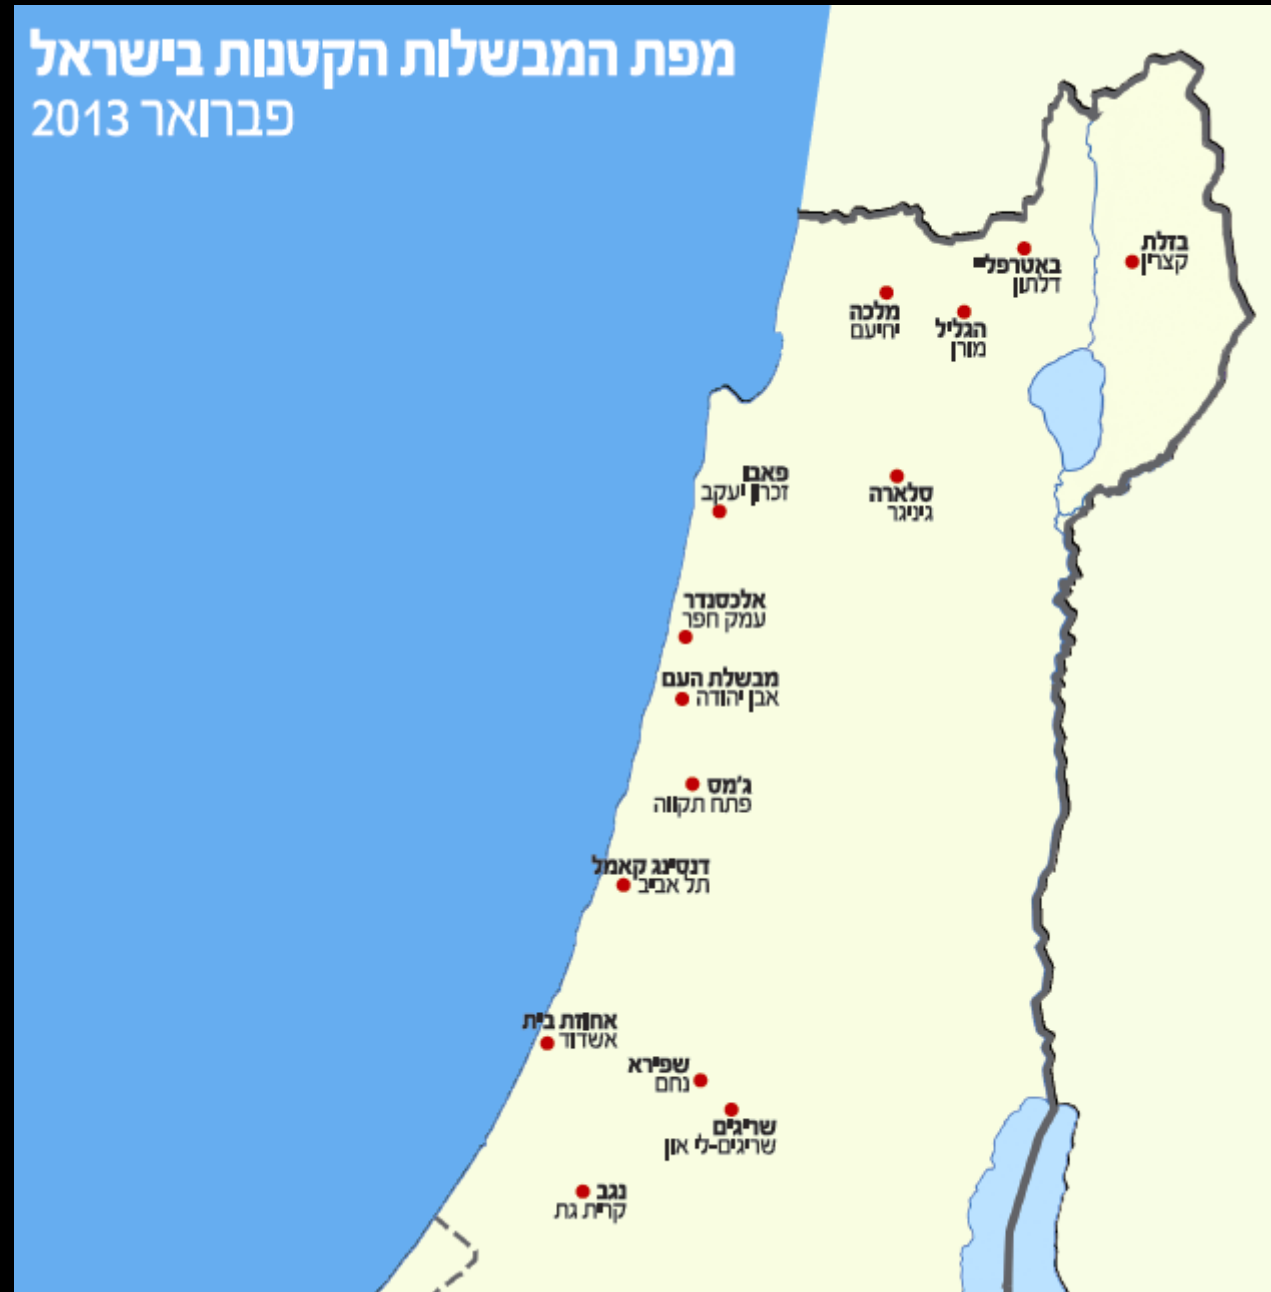 מפת המבשלות הקטנות בישראל
פברואר 2013
בזלת
קצרין
באטרפליי
דלתון
מלכה
יחיעם
הגליל
מורן
פאבו
זכרון יעקב
סלארה
גיניגר
אלכסנדר
עמק חפר
מבשלת העם
אבן יהודה
ג'מס
פתח תקווה
דנסינג קאמל
תל אביב
אחוזת בית
אשדוד
שפירא
נחם
שריגים
שריגים-לי און
נגב
קרית גת